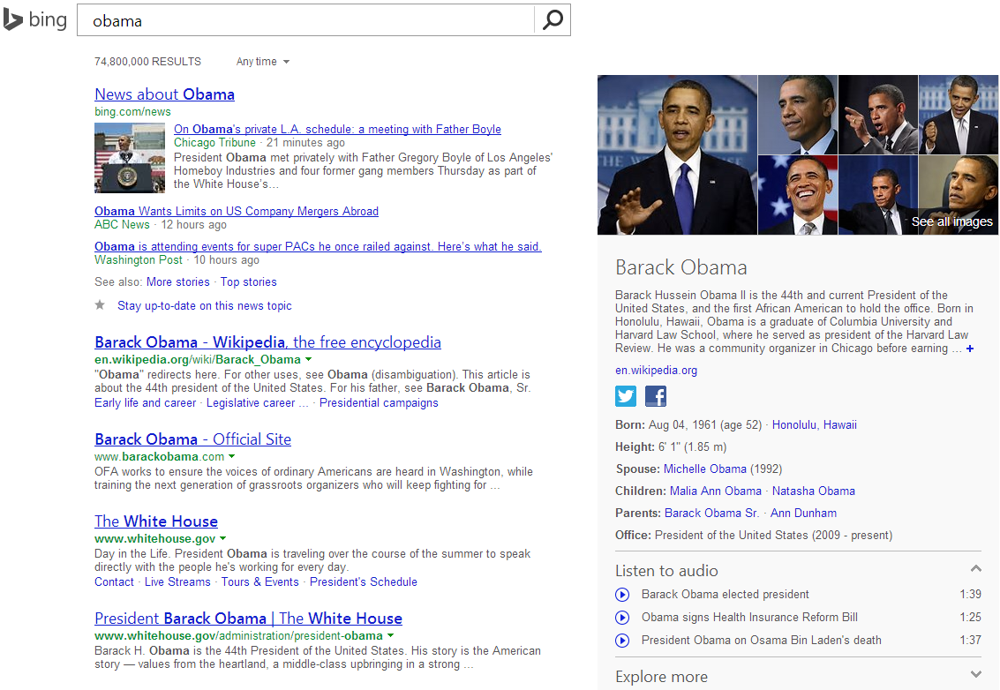 bing
obama
74,800,000 RESULTS Any time
News about Obama
bing.com/news
On Obama's private L.A. schedule: a meeting with Father Boyle
Chicago Tribune · 21 minutes ago
President Obama met privately with Father Gregory Boyle of Los Angeles'
Homeboy Industries and four former gang members Thursday as part of
the White House's…
Obama Wants Limits on US Company Mergers Abroad
ABC News · 12 hours ago
Obama is attending events for super PACs he once railed against. Here's what he said.
Washington Post · 10 hours ago
See also: More stories · Top stories
Stay up-to-date on this news topic
Barack Obama - Wikipedia, the free encyclopedia
en.wikipedia.org/wiki/Barack_Obama
"Obama" redirects here. For other uses, see Obama (disambiguation). This article is
about the 44th president of the United States. For his father, see Barack Obama, Sr.
Early life and career · Legislative career … · Presidential campaigns
Barack Obama - Official Site
www.barackobama.com
OFA works to ensure the voices of ordinary Americans are heard in Washington, while
training the next generation of grassroots organizers who will keep fighting for …
The White House
www.whitehouse.gov
Day in the Life. President Obama is traveling over the course of the summer to speak
directly with the people he's working for every day.
Contact · Live Streams · Tours & Events · President's Schedule
President Barack Obama | The White House
www.whitehouse.gov/administration/president-obama
Barack H. Obama is the 44th President of the United States. His story is the American
story — values from the heartland, a middle-class upbringing in a strong …
See all images
Barack Obama
Barack Hussein Obama II is the 44th and current President of the
United States, and the first African American to hold the office. Born in
Honolulu, Hawaii, Obama is a graduate of Columbia University and
Harvard Law School, where he served as president of the Harvard Law
Review. He was a community organizer in Chicago before earning … +
en.wikipedia.org
Born: Aug 04, 1961 (age 52) · Honolulu, Hawaii
Height: 6' 1" (1.85 m)
Spouse: Michelle Obama (1992)
Children: Malia Ann Obama · Natasha Obama
Parents: Barack Obama Sr. · Ann Dunham
Office: President of the United States (2009 - present)
Listen to audio
Barack Obama elected president 1:39
Obama signs Health Insurance Reform Bill 1:25
President Obama on Osama Bin Laden's death 1:37
Explore more